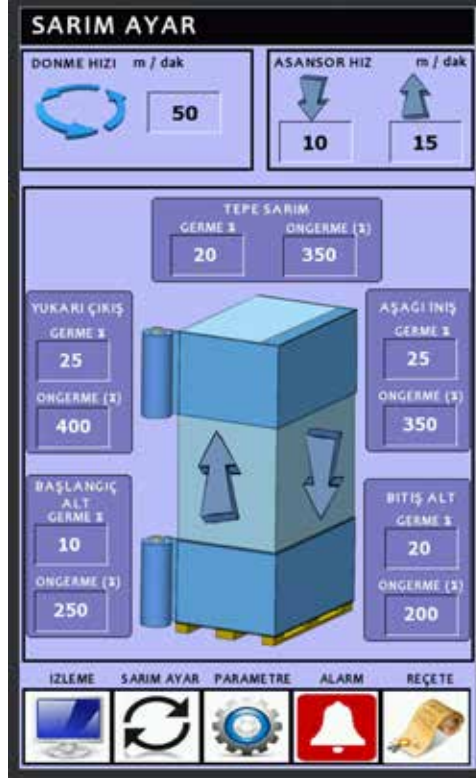 SARIM AYAR
DONME HIZI m / dak
50
ASANSOR HIZ m / dak
10 15
TEPE SARIM
GERME % ONGERME (%)
20 350
YUKARI ÇIKIŞ
GERME %
25
ONGERME (%)
400
AŞAGI INIŞ
GERME %
25
ONGERME (%)
350
BAŞLANGIÇ
ALT
GERME %
10
ONGERME (%)
250
BITIŞ ALT
GERME %
20
ONGERME (%)
200
IZLEME SARIM AYAR PARAMETRE ALARM REÇETE